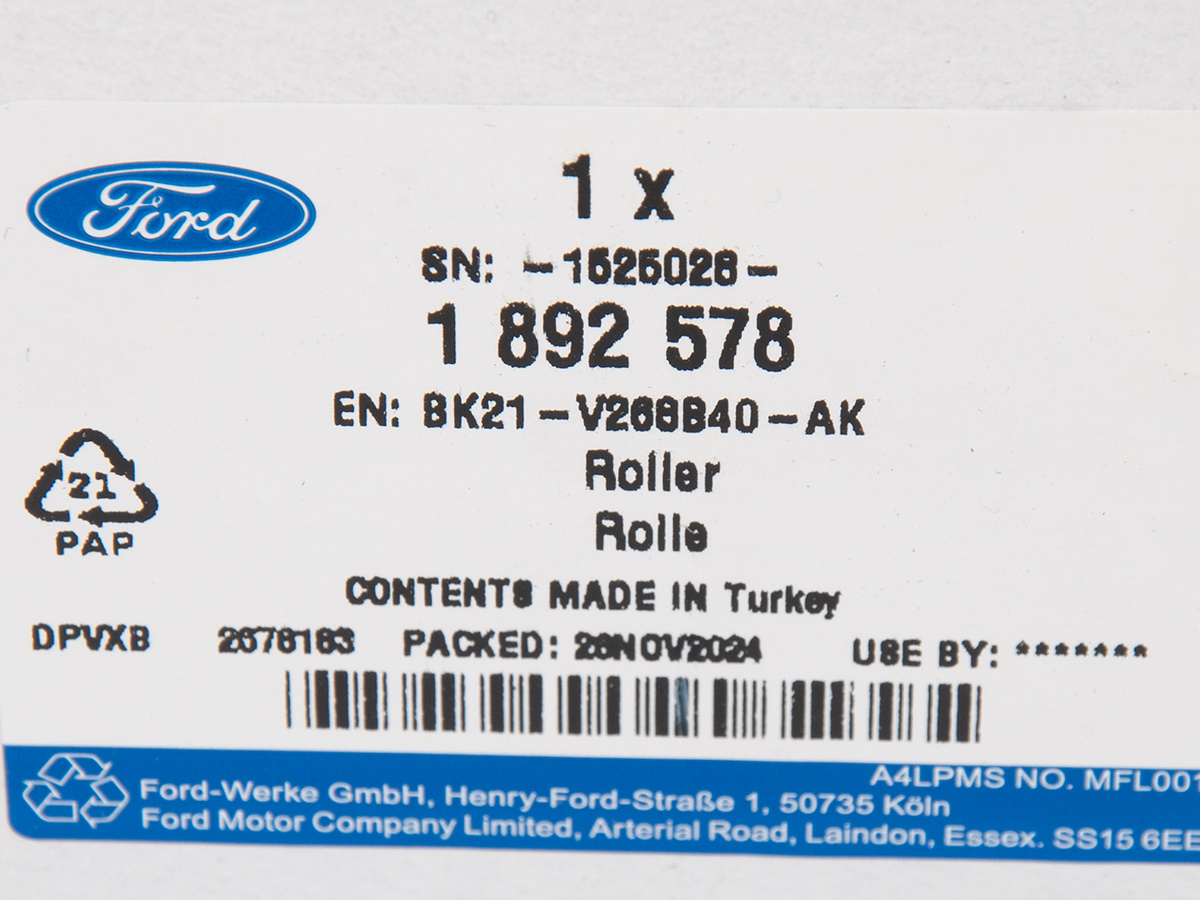 Ford
1 x
SN: -1525028-
1 892 578
EN: BK21-V268B40-AK
Roller
Rolle
21
PAP
CONTENTS MADE IN Turkey
DPVXB 2678183 PACKED: 28NOV2024 USE BY: *******
A4LPMS NO. MFL001
Ford-Werke GmbH, Henry-Ford-Straße 1, 50735 Köln
Ford Motor Company Limited, Arterial Road, Laindon, Essex. SS15 6EE